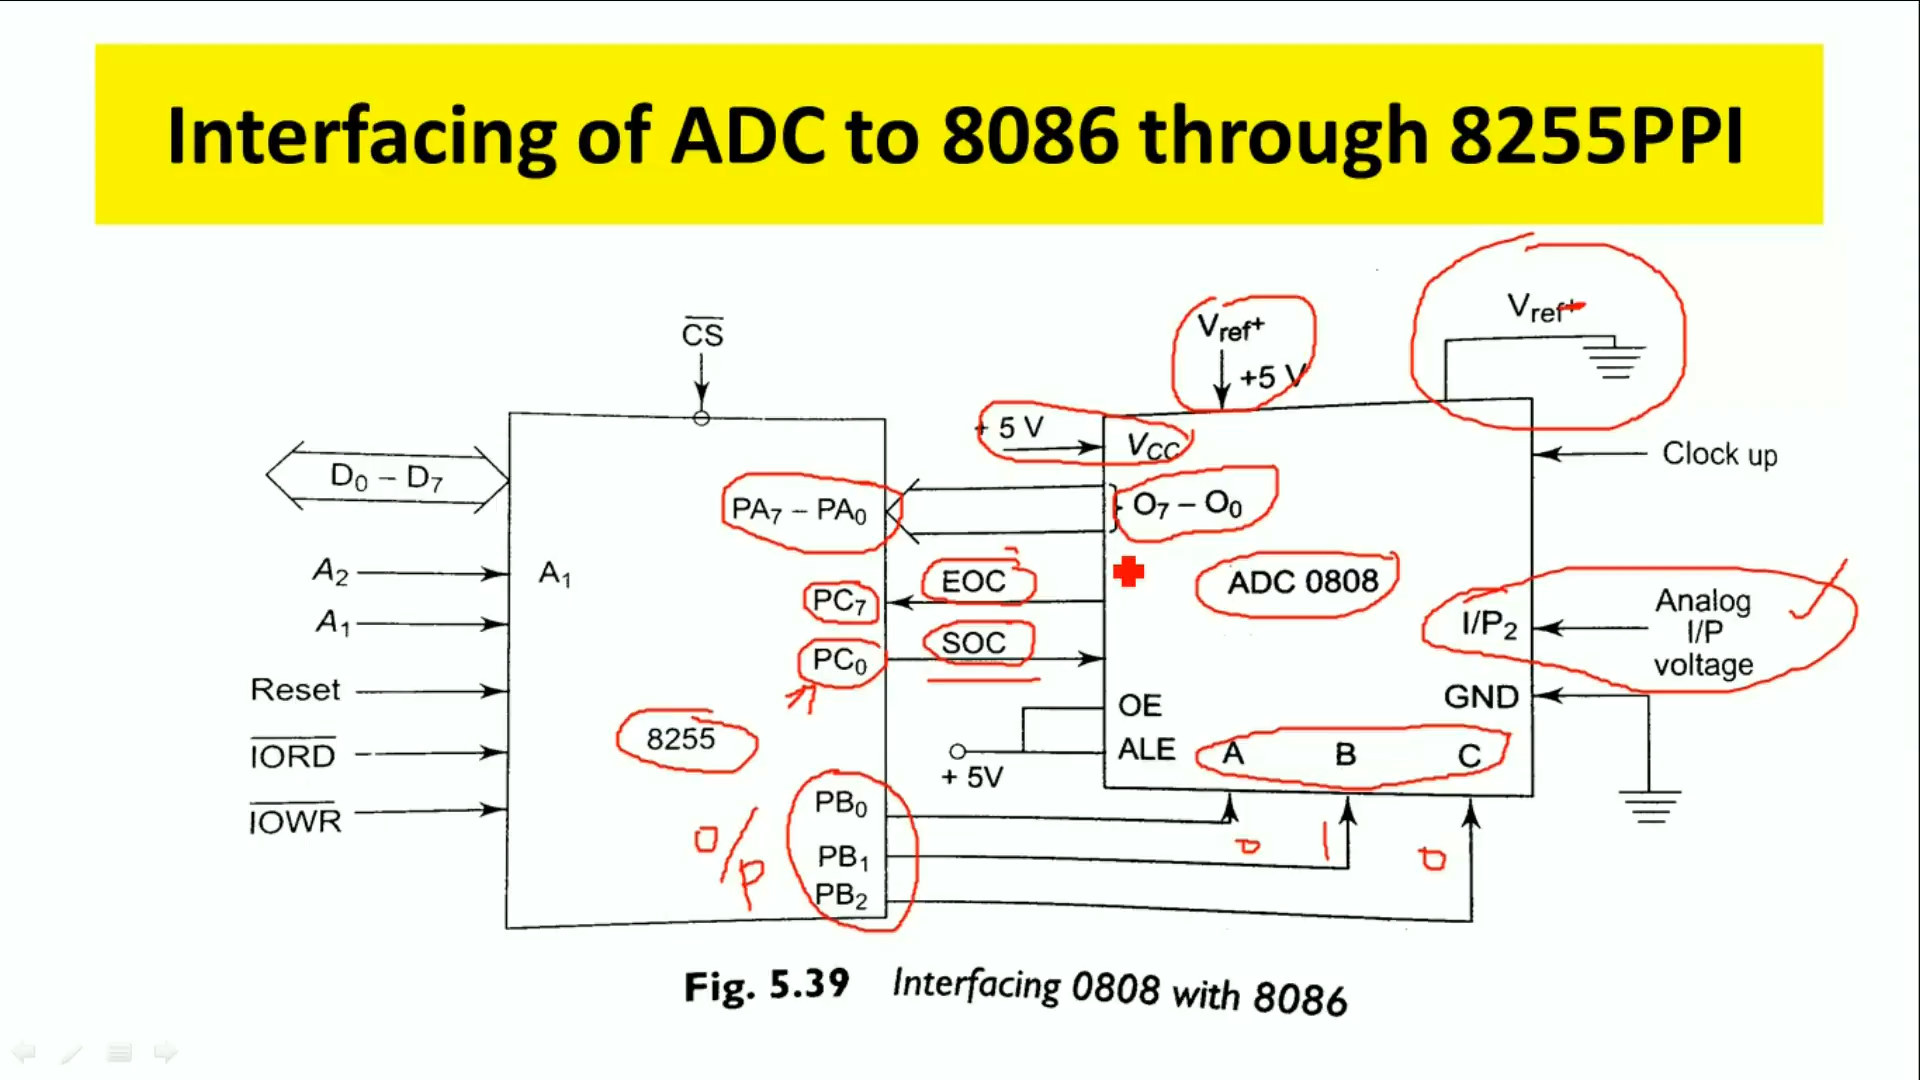 Interfacing of ADC to 8086 through 8255PPI
Vref+
Vref+
CS
+5 V
+ 5 V
VCC
Clock up
D0 – D7
PA7 – PA0
O7 – O0
A2
A1
EOC
ADC 0808
Analog
I/P
voltage
PC7
I/P2
A1
SOC
PC0
Reset
OE
GND
8255
ALE
A B C
IORD
+ 5V
PB0
IOWR
O/P
0 1 0
PB1
PB2
Fig. 5.39 Interfacing 0808 with 8086